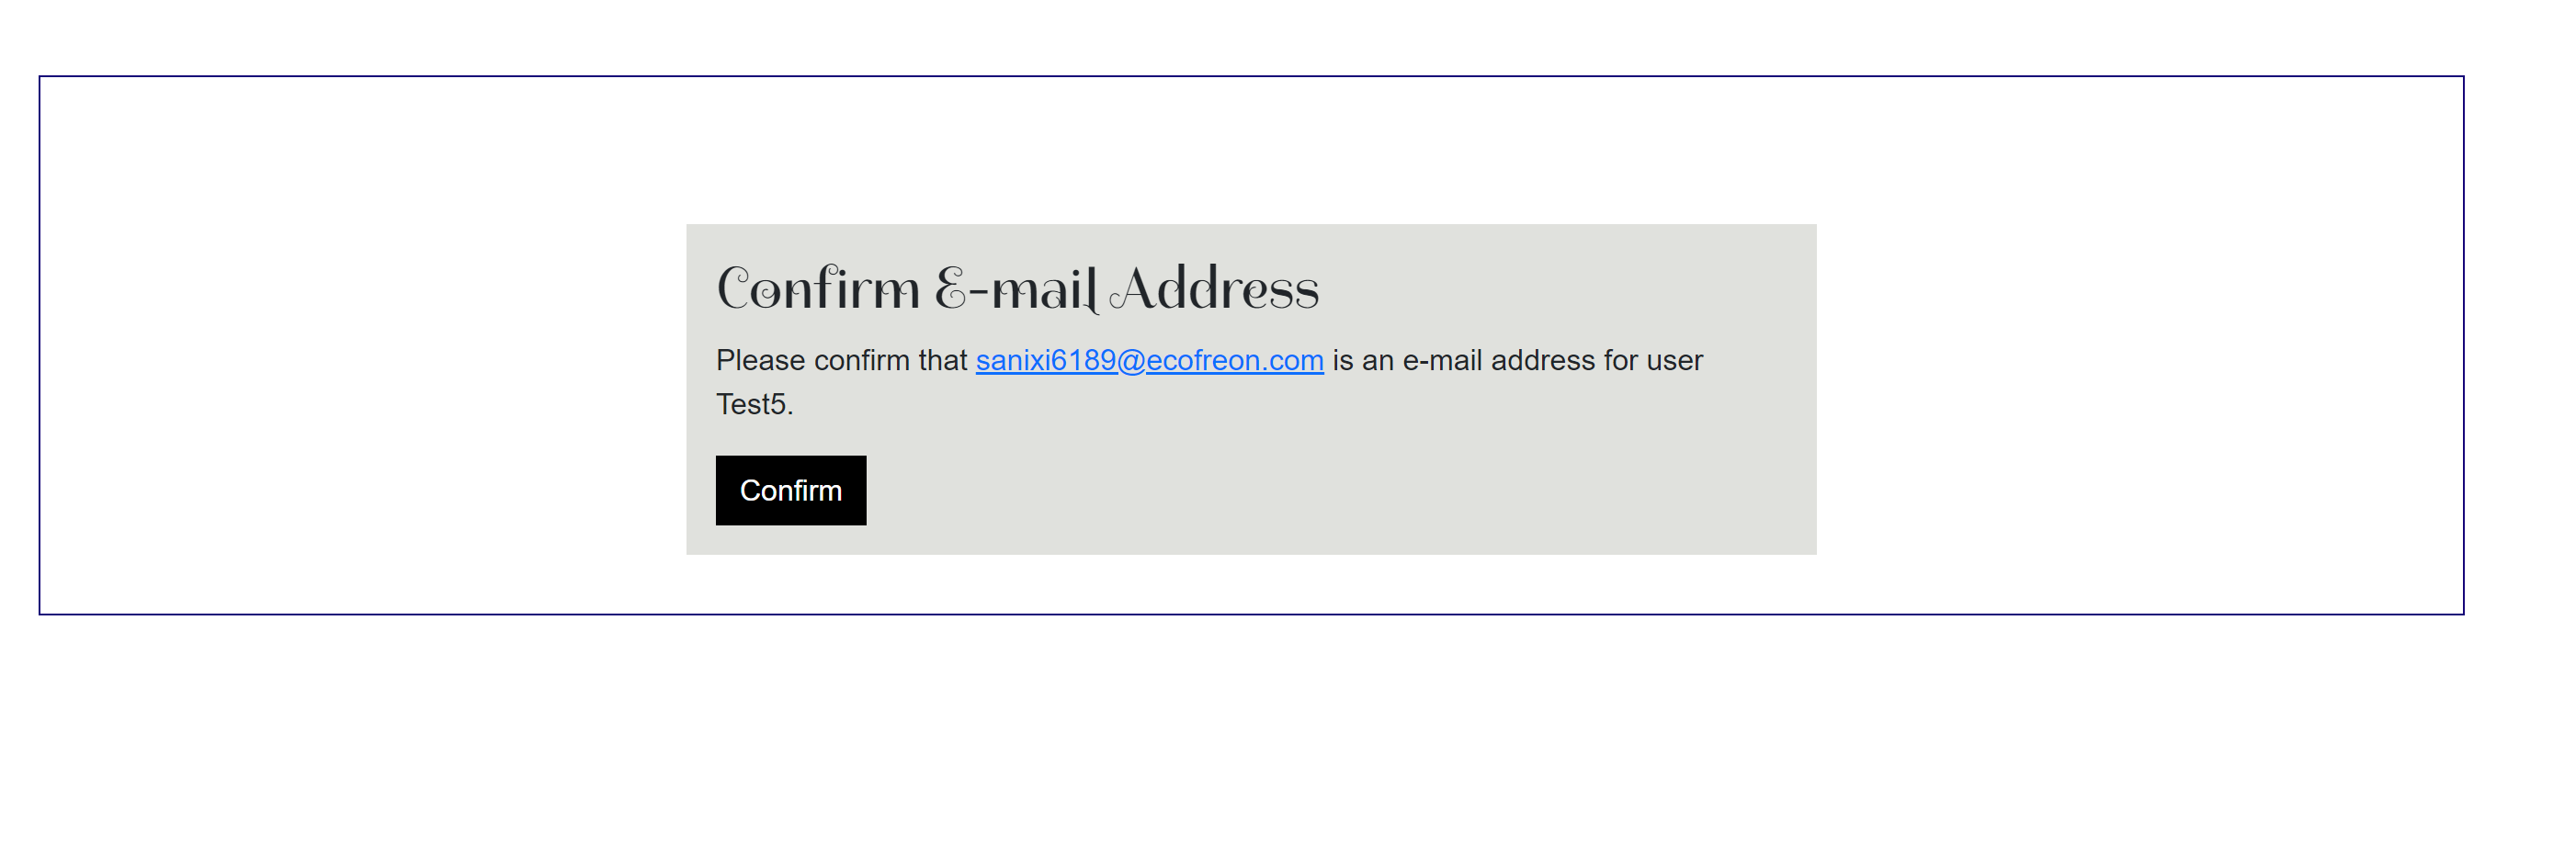 Confirm E-mail Address
Please confirm that sanixi6189@ecofreon.com is an e-mail address for user
Test5.
Confirm